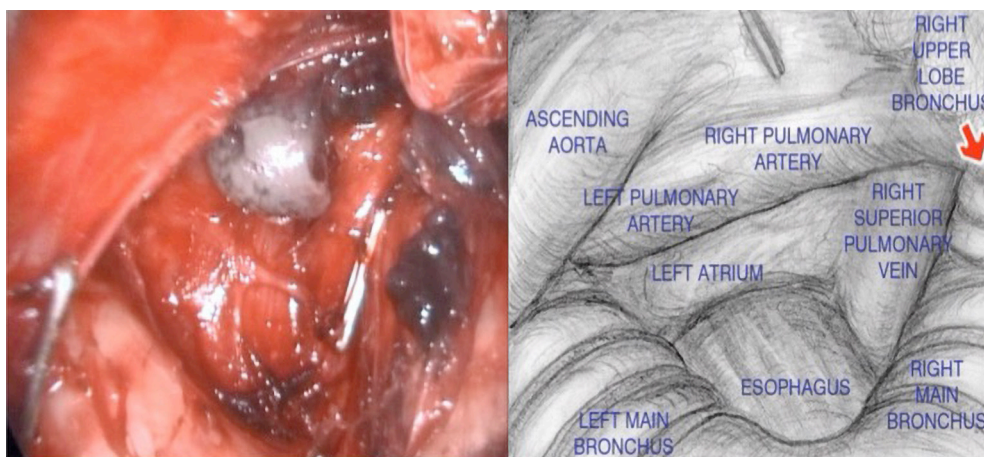 RIGHT
UPPER
LOBE
BRONCHUS
ASCENDING
AORTA
RIGHT PULMONARY
ARTERY
LEFT PULMONARY
ARTERY
RIGHT
SUPERIOR
PULMONARY
VEIN
LEFT ATRIUM
ESOPHAGUS
RIGHT
MAIN
BRONCHUS
LEFT MAIN
BRONCHUS